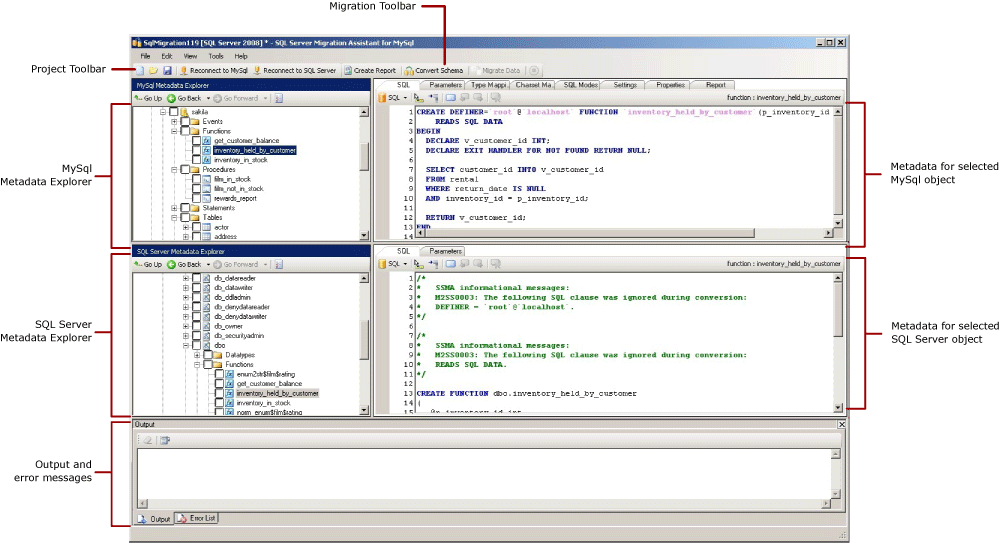 Migration Toolbar
Project Toolbar
SqlMigration119 [SQL Server 2008] * - SQL Server Migration Assistant for MySql
File Edit View Tools Help
Reconnect to MySql Reconnect to SQL Server Create Report Convert Schema Migrate Data
MySql Metadata Explorer
Go Up Go Back Go Forward
sakila
Events
Functions
get_customer_balance
inventory_held_by_customer
inventory_in_stock
Procedures
film_in_stock
film_not_in_stock
rewards_report
Statements
Tables
actor
address
SQL Parameters Type Mappi... Charset Ma... SQL Modes Settings Properties Report
SQL function : inventory_held_by_customer
1 CREATE DEFINER=`root`@`localhost` FUNCTION `inventory_held_by_customer`(p_inventory_id
2 READS SQL DATA
3 BEGIN
4 DECLARE v_customer_id INT;
5 DECLARE EXIT HANDLER FOR NOT FOUND RETURN NULL;
6
7 SELECT customer_id INTO v_customer_id
8 FROM rental
9 WHERE return_date IS NULL
10 AND inventory_id = p_inventory_id;
11
12 RETURN v_customer_id;
13 END
14
MySql
Metadata Explorer
Metadata for selected
MySql object
SQL Server Metadata Explorer
Go Up Go Back Go Forward
db_datareader
db_datawriter
db_ddladmin
db_denydatareader
db_denydatawriter
db_owner
db_securityadmin
dbo
Datatypes
Functions
enum2str$film$rating
get_customer_balance
inventory_held_by_customer
inventory_in_stock
norm_enum$film$rating
SQL Parameters
SQL function : inventory_held_by_customer
1 /*
2 * SSMA informational messages:
3 * M2SS0003: The following SQL clause was ignored during conversion:
4 * DEFINER = `root`@`localhost`.
5 */
6
7 /*
8 * SSMA informational messages:
9 * M2SS0003: The following SQL clause was ignored during conversion:
10 * READS SQL DATA.
11 */
12
13 CREATE FUNCTION dbo.inventory_held_by_customer
14 (
15 @p_inventory_id int
SQL Server
Metadata Explorer
Metadata for selected
SQL Server object
Output
Output and
error messages
Output Error List